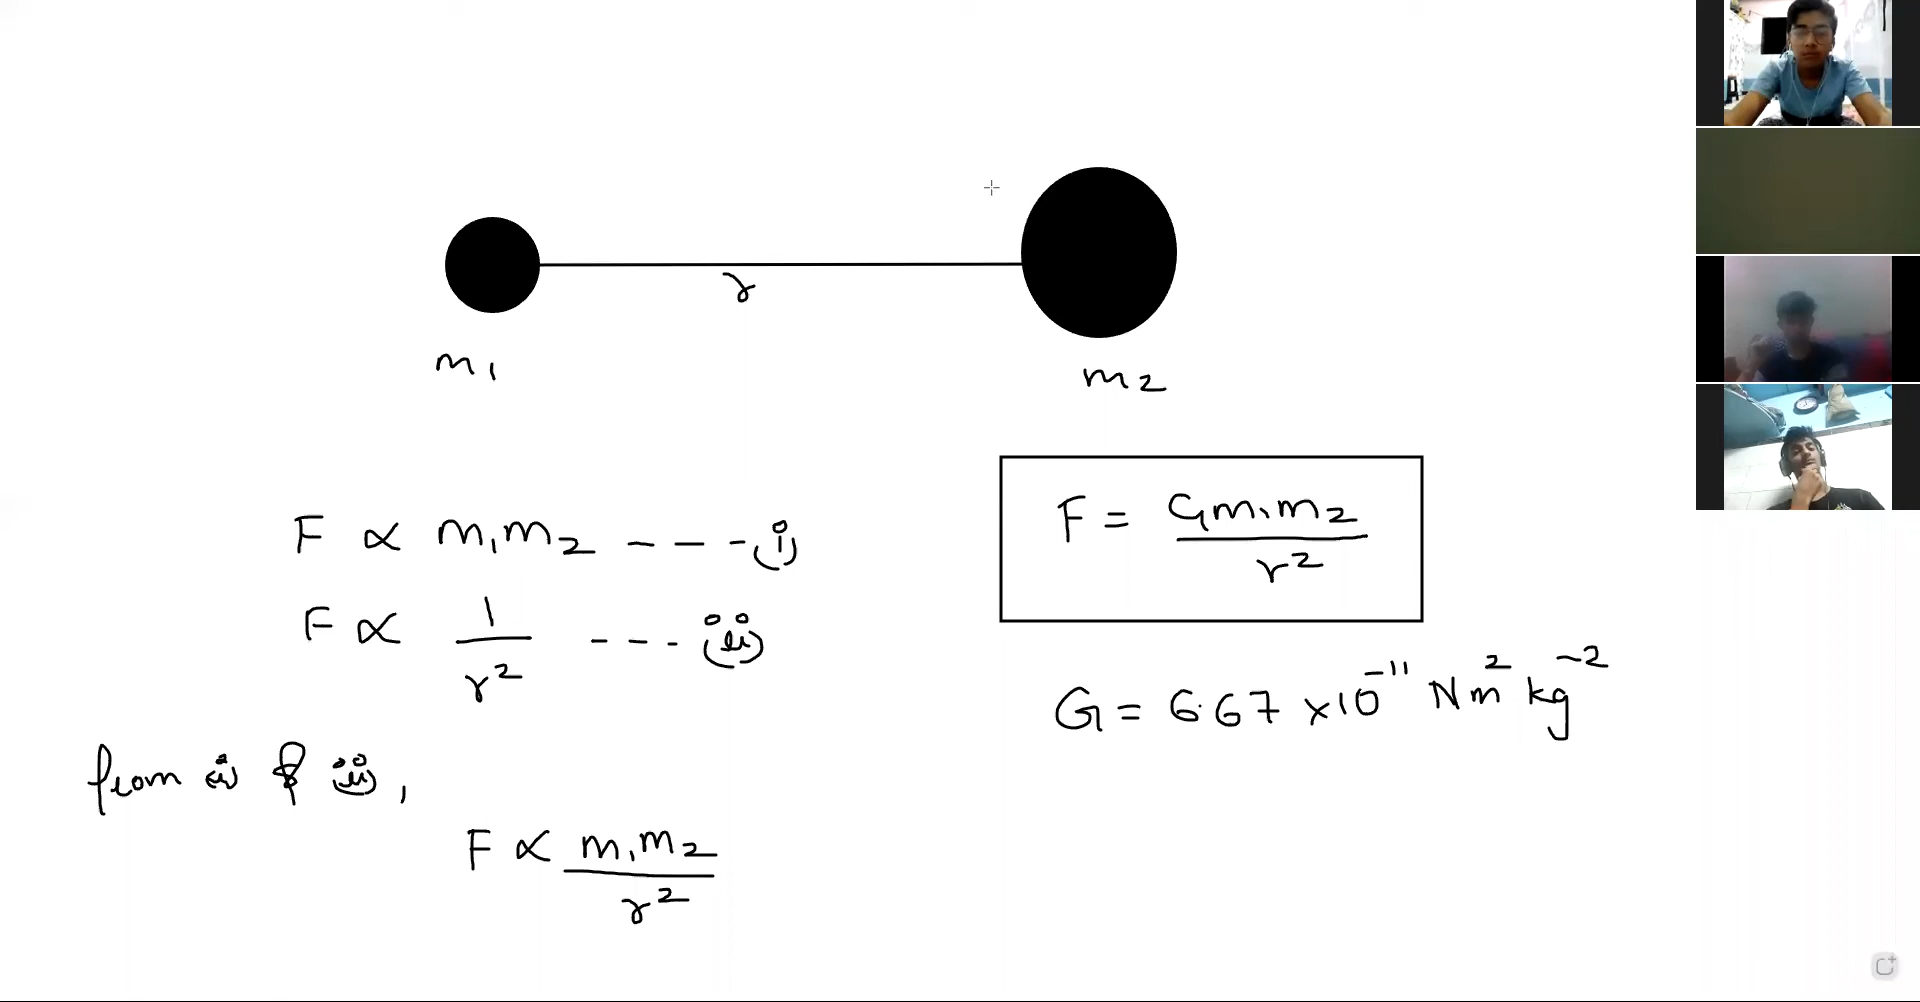 r
m₁
m₂
F ∝ m₁m₂ ---(i)
F ∝ 1/r² ---(ii)
from (i) & (ii),
F ∝ m₁m₂/r²
F = Gm₁m₂/r²
G = 6.67 ×10⁻¹¹ Nm² kg⁻²